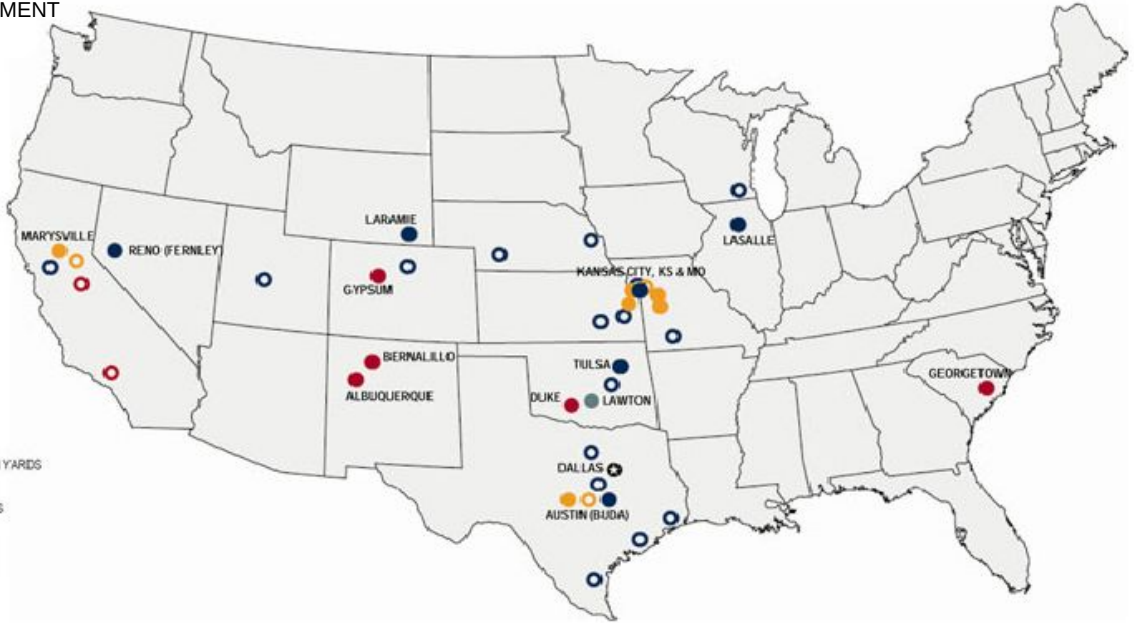 MENT
LARAMIE
MARYSVILLE
RENO (FERNLEY)
LASALLE
KANSAS CITY, KS & MO
GYPSUM
BERNALILLO
TULSA
GEORGETOWN
ALBUQUERQUE
DUKE
LAWTON
YARDS
DALLAS
AUSTIN (BUDA)
S